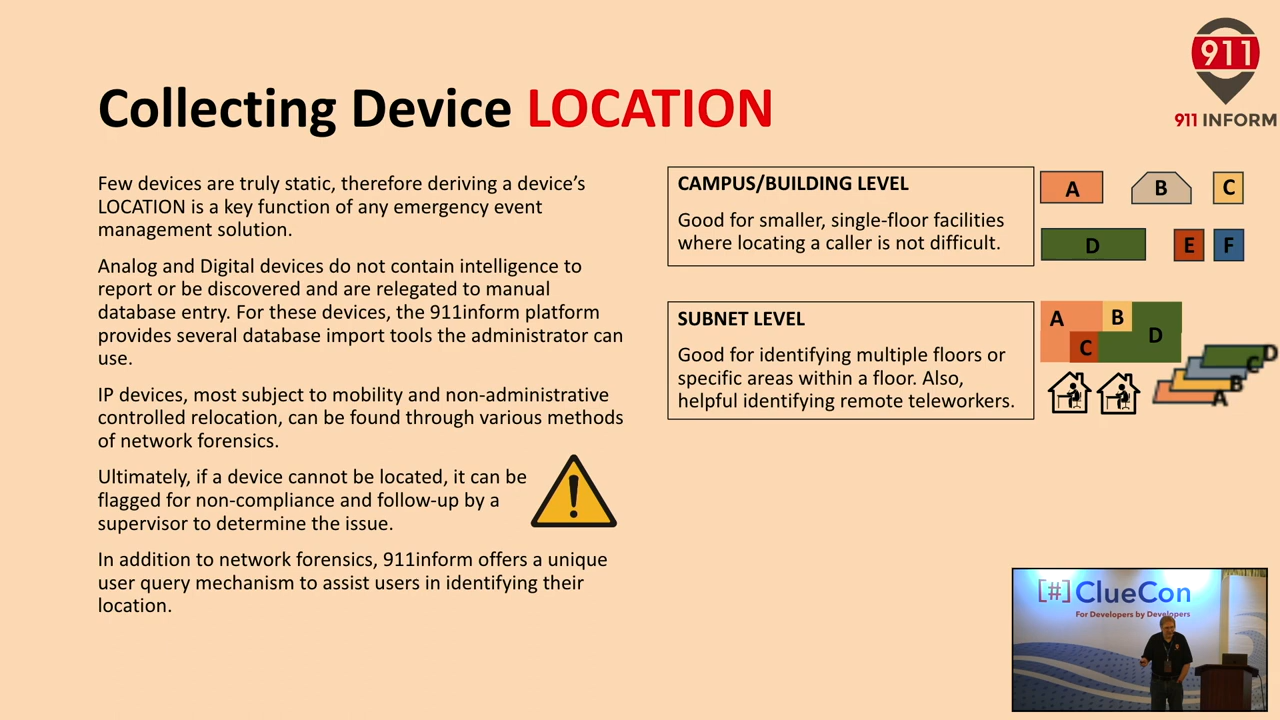 911
911 INFORM
Collecting Device LOCATION
Few devices are truly static, therefore deriving a device’s
LOCATION is a key function of any emergency event
management solution.
Analog and Digital devices do not contain intelligence to
report or be discovered and are relegated to manual
database entry. For these devices, the 911inform platform
provides several database import tools the administrator can
use.
IP devices, most subject to mobility and non-administrative
controlled relocation, can be found through various methods
of network forensics.
Ultimately, if a device cannot be located, it can be
flagged for non-compliance and follow-up by a
supervisor to determine the issue.
In addition to network forensics, 911inform offers a unique
user query mechanism to assist users in identifying their
location.
CAMPUS/BUILDING LEVEL
Good for smaller, single-floor facilities
where locating a caller is not difficult.
A B C
D E F
SUBNET LEVEL
Good for identifying multiple floors or
specific areas within a floor. Also,
helpful identifying remote teleworkers.
A B
C D
D
C
B
A
[#] ClueCon
For Developers by Developers